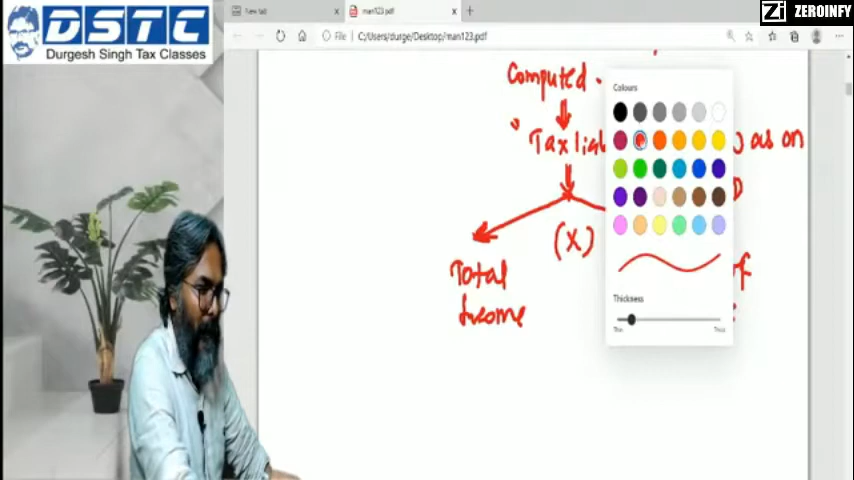 DSTC
Durgesh Singh Tax Classes
New tab
man123.pdf
Zi ZEROINFY
File C:/Users/durge/Desktop/man123.pdf
Computed
Colours
Tax liab
as on
(X)
Total
Income
Thickness
Thin
Thick